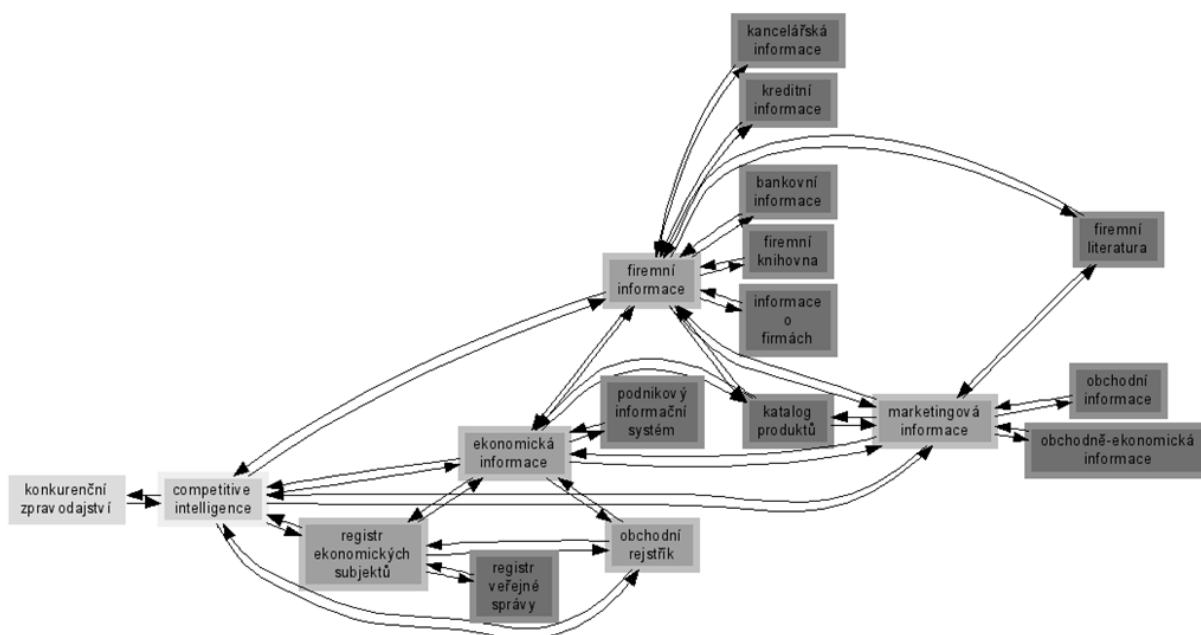 kancelářská
informace
kreditní
informace
bankovní
informace
firemní
knihovna
firemní
literatura
firemní
informace
informace
o
firmách
obchodní
informace
podnikový
informační
systém
katalog
produktů
marketingová
informace
obchodně-ekonomická
informace
ekonomická
informace
konkurenční
zpravodajství
competitive
intelligence
registr
ekonomických
subjektů
obchodní
rejstřík
registr
veřejné
správy